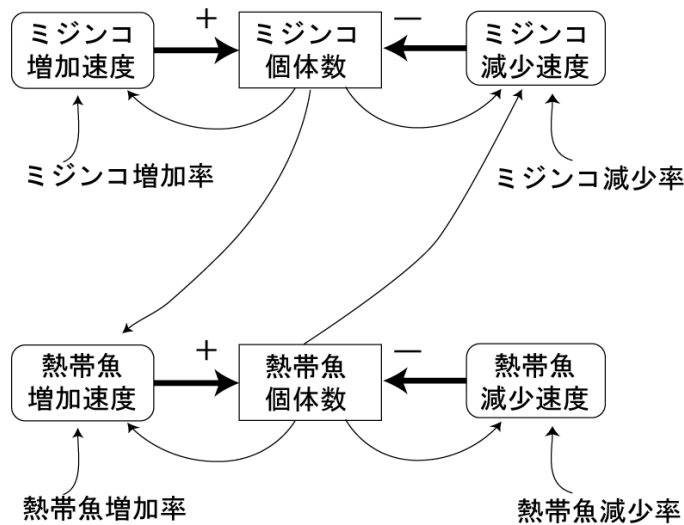 ＋
－
ミジンコ
増加速度
ミジンコ
個体数
ミジンコ
減少速度
ミジンコ増加率
ミジンコ減少率
＋
－
熱帯魚
増加速度
熱帯魚
個体数
熱帯魚
減少速度
熱帯魚増加率
熱帯魚減少率